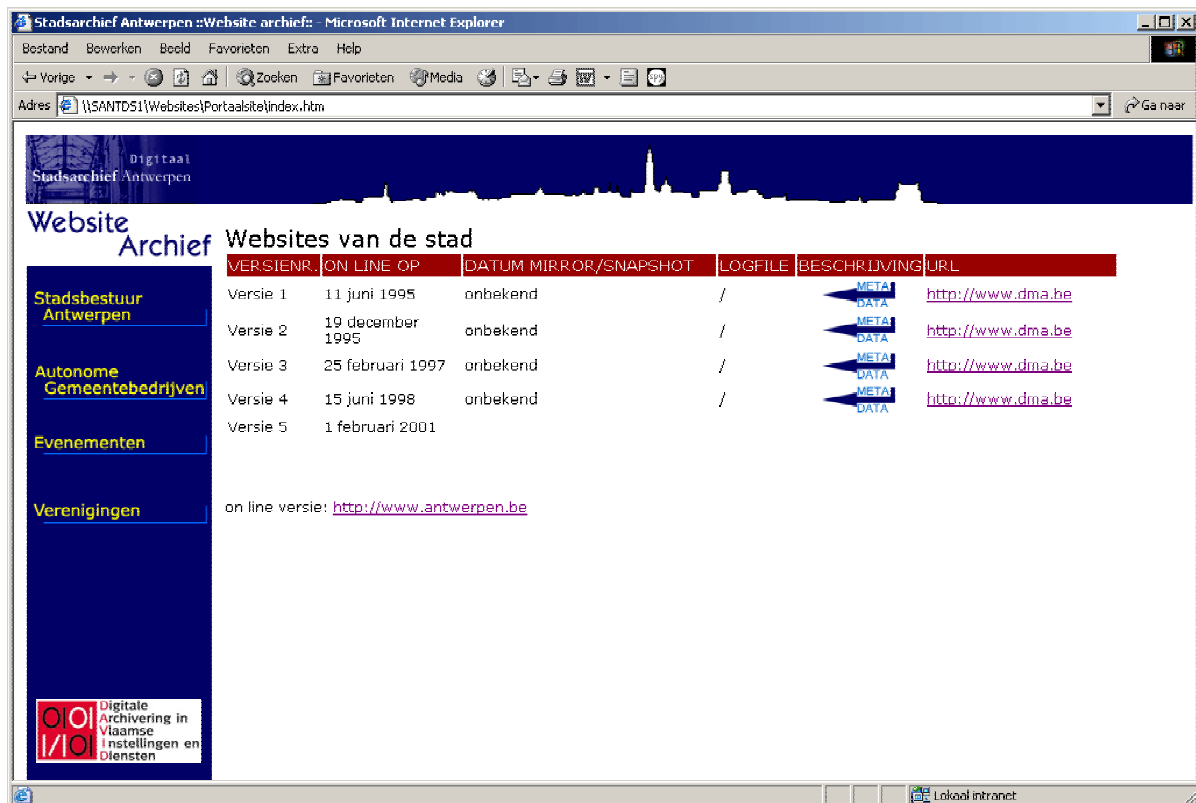 Stadsarchief Antwerpen ::Website archief:: - Microsoft Internet Explorer
Bestand Bewerken Beeld Favorieten Extra Help
Vorige Zoeken Favorieten Media
Adres \\SANTDS1\Websites\Portaalsite\index.htm Ga naar
Digitaal
Stadsarchief Antwerpen
Website
Archief
Websites van de stad
VERSIENR. ON LINE OP DATUM MIRROR/SNAPSHOT LOGFILE BESCHRIJVING URL
Versie 1 11 juni 1995 onbekend / META DATA http://www.dma.be
Versie 2 19 december 1995 onbekend / META DATA http://www.dma.be
Versie 3 25 februari 1997 onbekend / META DATA http://www.dma.be
Versie 4 15 juni 1998 onbekend / META DATA http://www.dma.be
Versie 5 1 februari 2001
on line versie: http://www.antwerpen.be
Stadsbestuur
Antwerpen
Autonome
Gemeentebedrijven
Evenementen
Verenigingen
Digitale
Archivering in
Vlaamse
Instellingen en
Diensten
Lokaal intranet